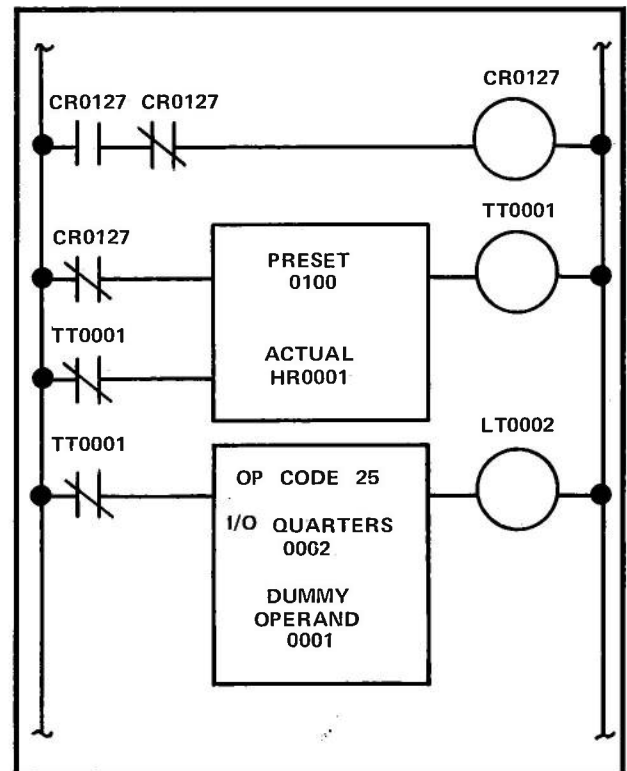 CR0127 CR0127 CR0127
TT0001
CR0127
PRESET
0100
TT0001
ACTUAL
HR0001
TT0001
LT0002
OP CODE 25
I/O QUARTERS
0002
DUMMY
OPERAND
0001